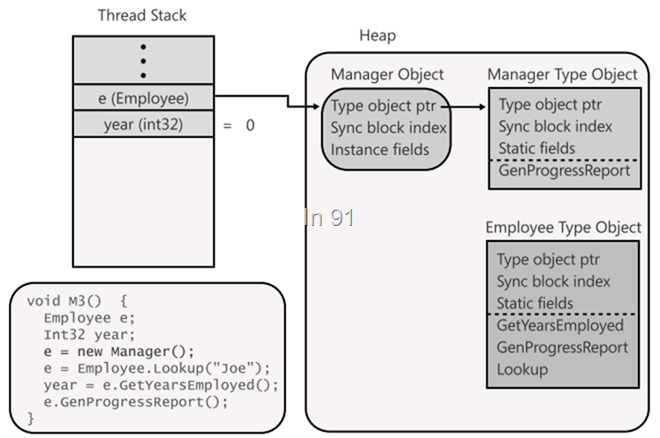 Thread Stack
e (Employee)
year (int32)
= 0
Heap
Manager Object
Type object ptr
Sync block index
Instance fields
Manager Type Object
Type object ptr
Sync block index
Static fields
GenProgressReport
In 91
Employee Type Object
Type object ptr
Sync block index
Static fields
GetYearsEmployed
GenProgressReport
Lookup
void M3() {
Employee e;
Int32 year;
e = new Manager();
e = Employee.Lookup("Joe");
year = e.GetYearsEmployed();
e.GenProgressReport();
}